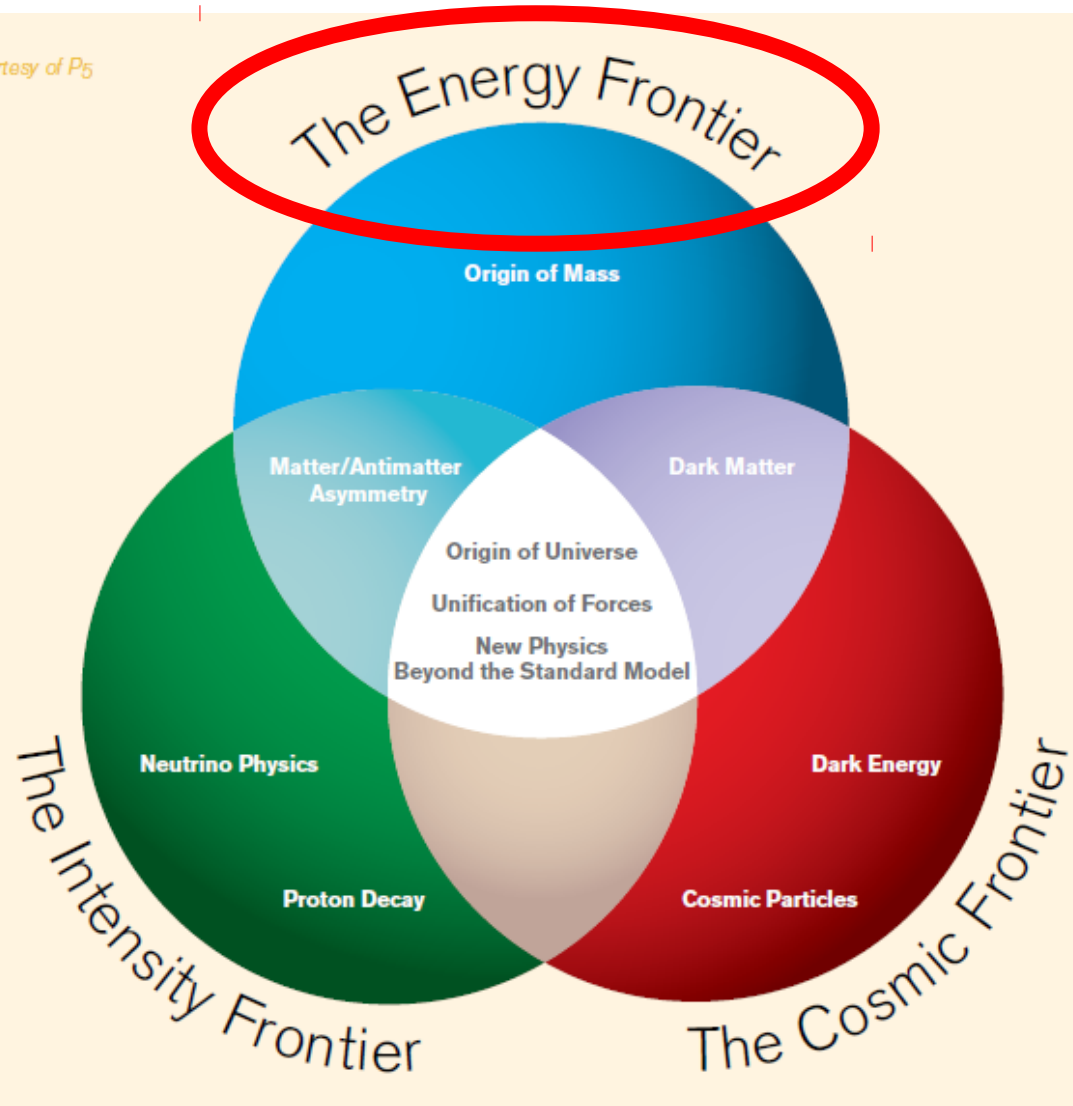 of P5
The Energy Frontier
Origin of Mass
Matter/Antimatter
Asymmetry
Dark Matter
Origin of Universe
Unification of Forces
New Physics
Beyond the Standard Model
Neutrino Physics
Dark Energy
Proton Decay
Cosmic Particles
The Intensity Frontier
The Cosmic Frontier